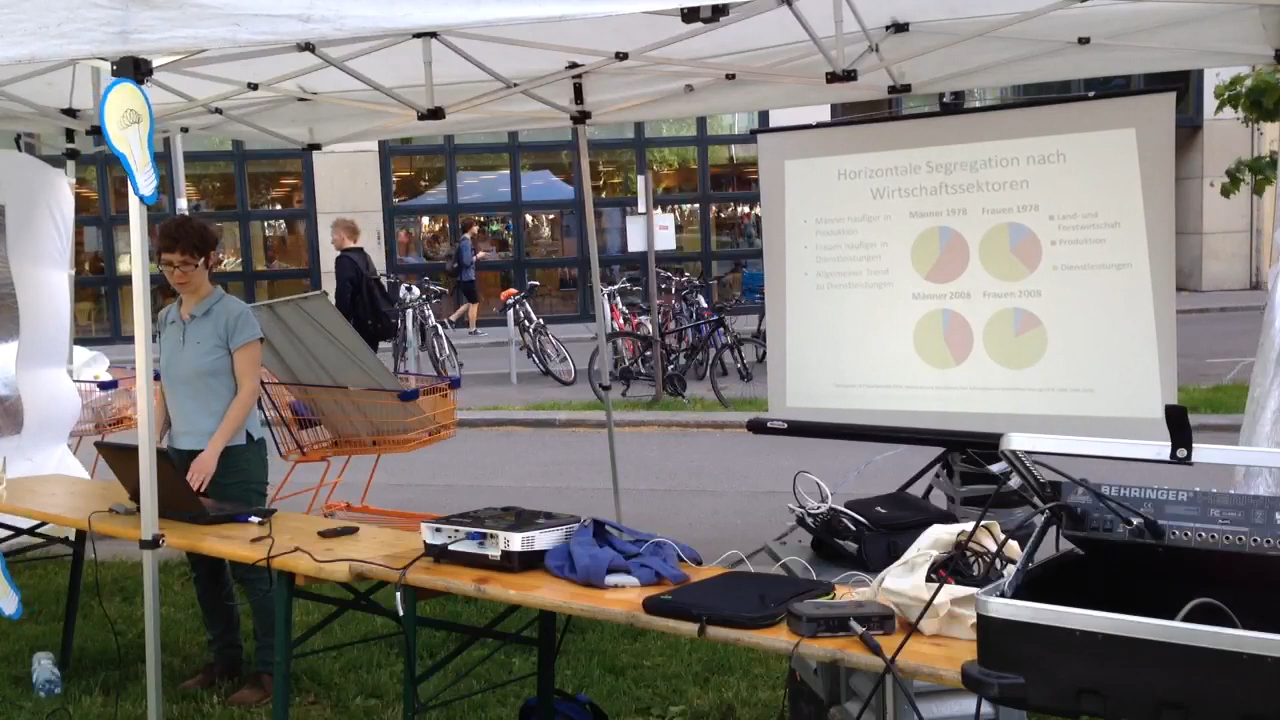 Horizontale Segregation nach
Wirtschaftssektoren
Männer häufiger in
Produktion
Frauen häufiger in
Dienstleistungen
Allgemeiner Trend
zu Dienstleistungen
Männer 1978 Frauen 1978
Land- und
Forstwirtschaft
Produktion
Dienstleistungen
Männer 2008 Frauen 2008
BEHRINGER
FC